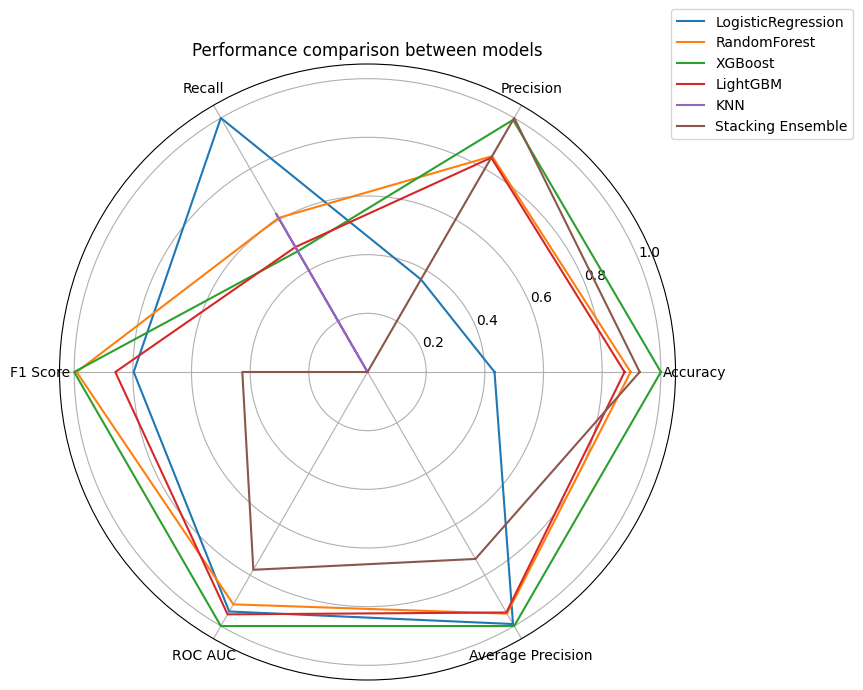 Performance comparison between models
LogisticRegression
RandomForest
XGBoost
LightGBM
KNN
Stacking Ensemble
Recall
Precision
1.0
0.8
0.6
0.4
0.2
F1 Score
Accuracy
ROC AUC
Average Precision